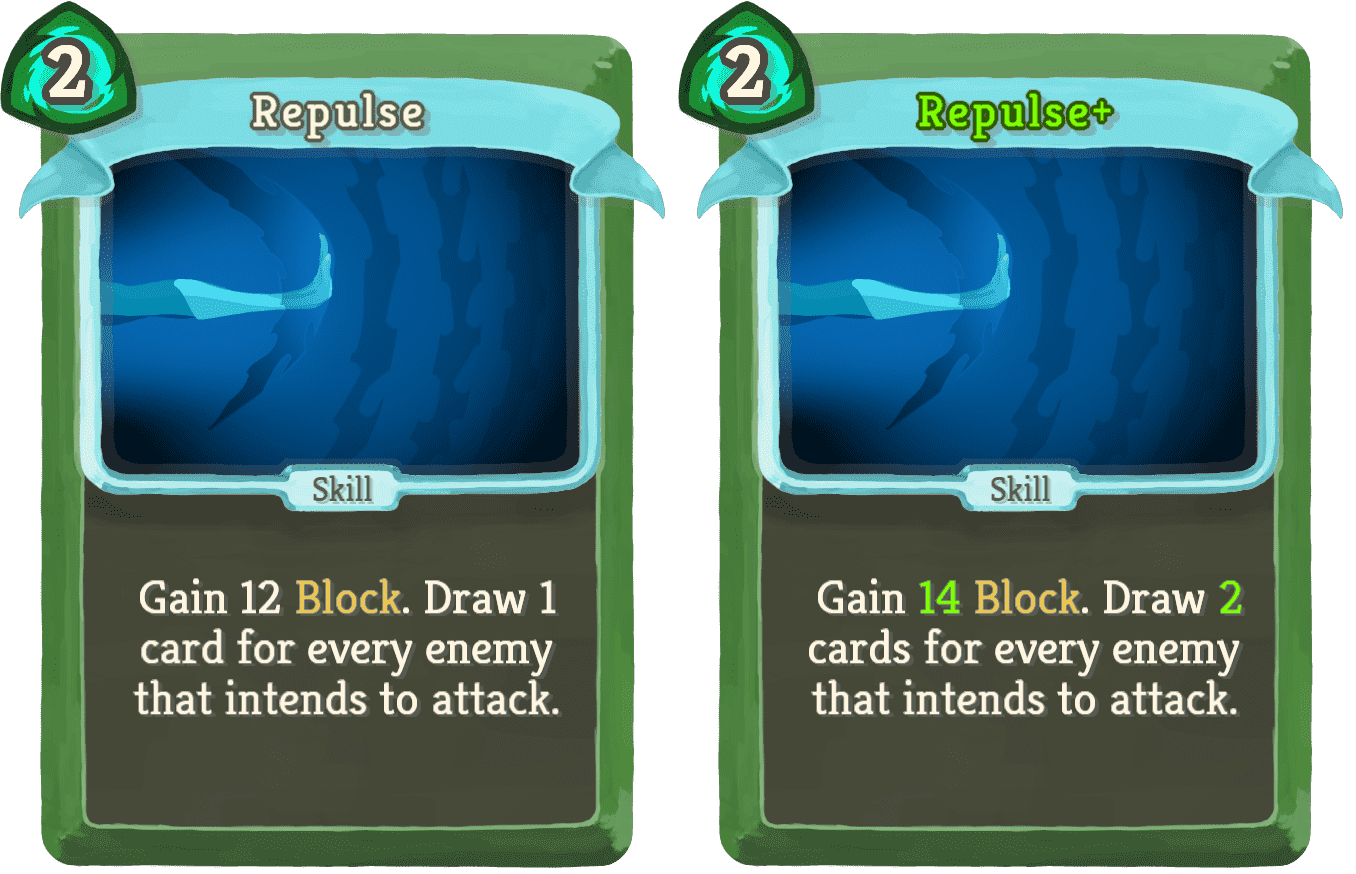 2
Repulse
Skill
Gain 12 Block. Draw 1
card for every enemy
that intends to attack.
2
Repulse+
Skill
Gain 14 Block. Draw 2
cards for every enemy
that intends to attack.